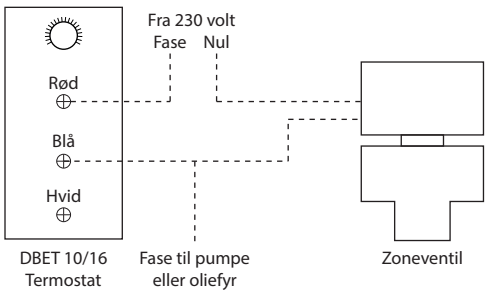 Fra 230 volt
Fase Nul
Rød
Blå
Hvid
DBET 10/16
Termostat
Fase til pumpe
eller oliefyr
Zoneventil